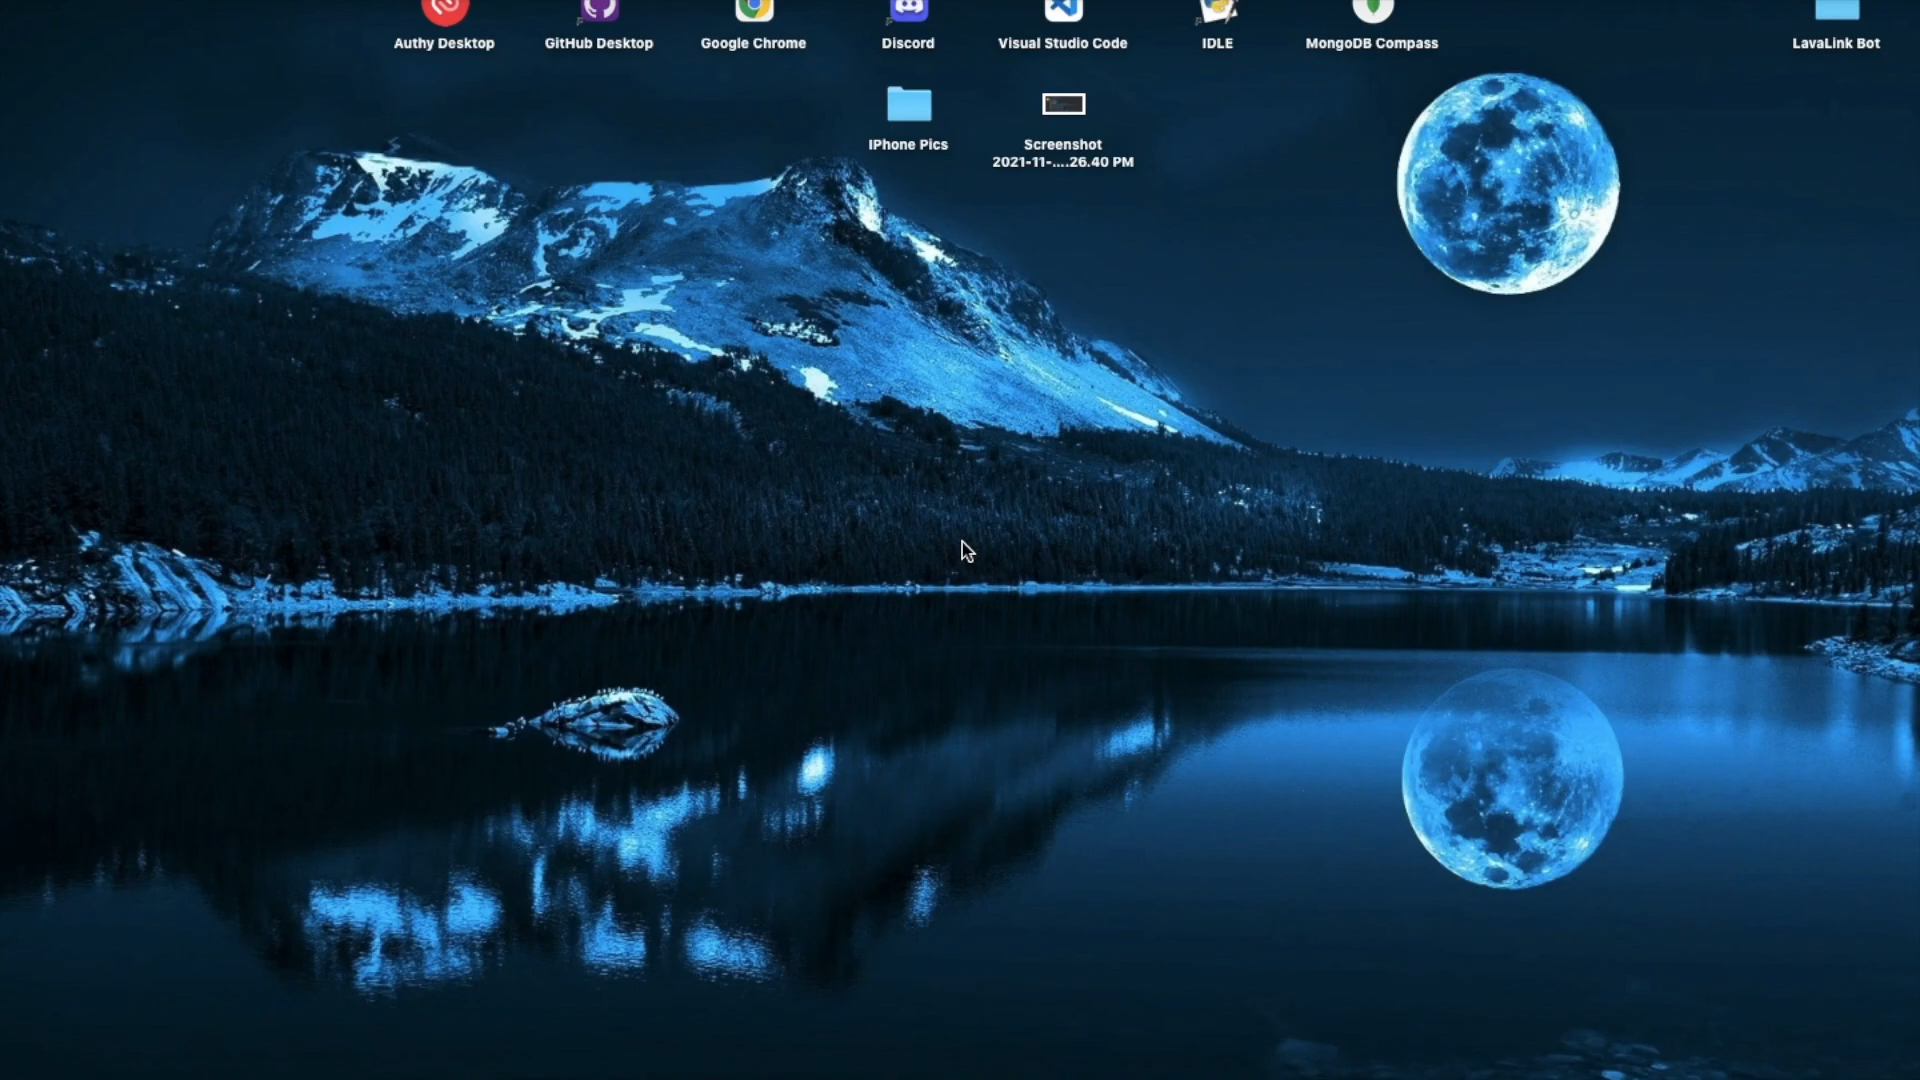 Authy Desktop
GitHub Desktop
Google Chrome
Discord
Visual Studio Code
IDLE
MongoDB Compass
LavaLink Bot
IPhone Pics
Screenshot
2021-11-....26.40 PM